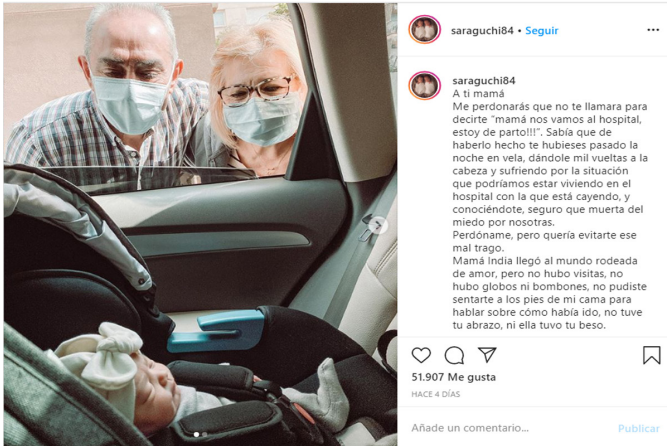 saraguchi84 • Seguir
saraguchi84
A ti mamá
Me perdonarás que no te llamara para
decirte “mamá nos vamos al hospital,
estoy de parto!!!”. Sabía que de
haberlo hecho te hubieses pasado la
noche en vela, dándole mil vueltas a la
cabeza y sufriendo por la situación
que podríamos estar viviendo en el
hospital con la que está cayendo, y
conociéndote, seguro que muerta del
miedo por nosotras.
Perdóname, pero quería evitarte ese
mal trago.
Mamá India llegó al mundo rodeada
de amor, pero no hubo visitas, no
hubo globos ni bombones, no pudiste
sentarte a los pies de mi cama para
hablar sobre cómo había ido, no tuve
tu abrazo, ni ella tuvo tu beso.
51.907 Me gusta
HACE 4 DÍAS
Añade un comentario...
Publicar